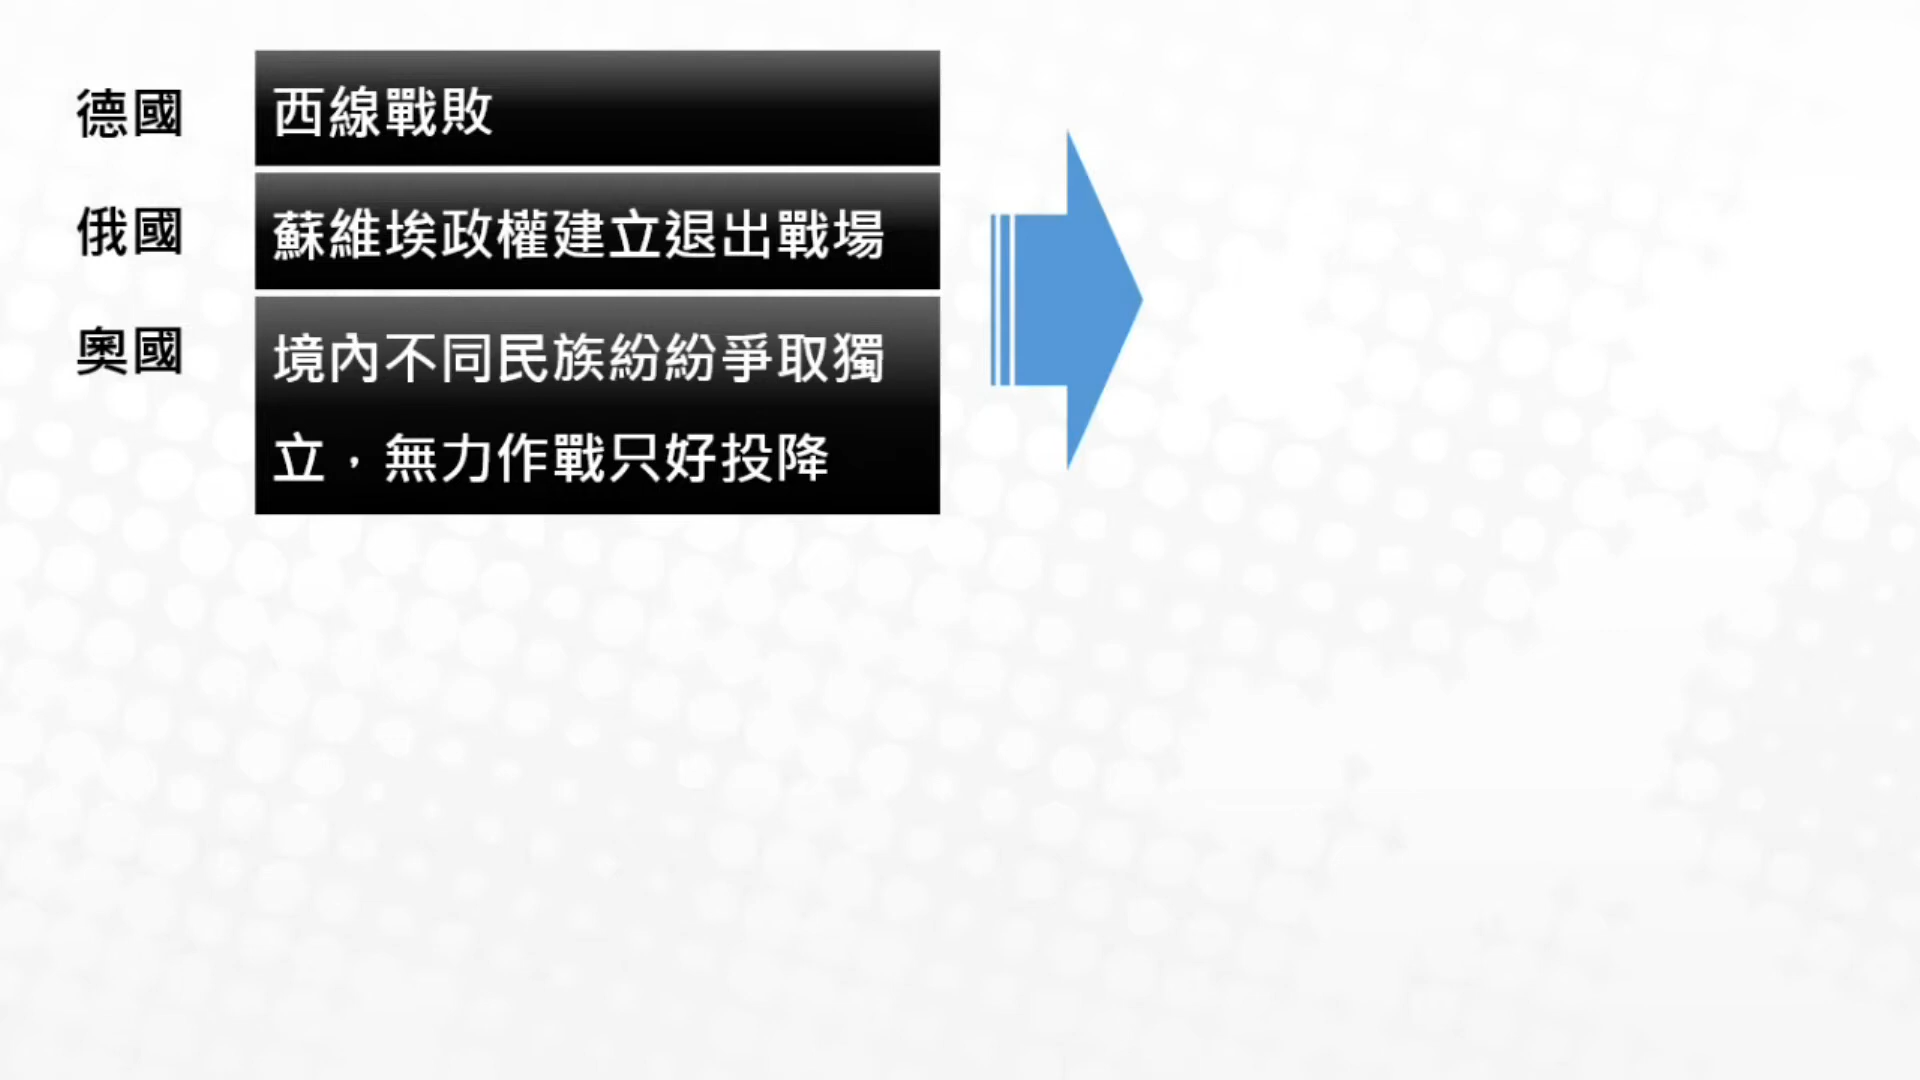 德國
西線戰敗
俄國
蘇維埃政權建立退出戰場
奧國
境內不同民族紛紛爭取獨
立，無力作戰只好投降